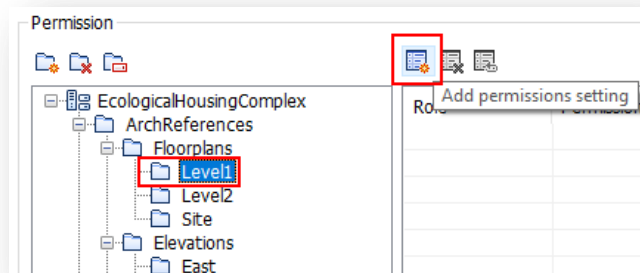 Permission
Add permissions setting
EcologicalHousingComplex
ArchReferences
Floorplans
Level1
Level2
Site
Elevations
East